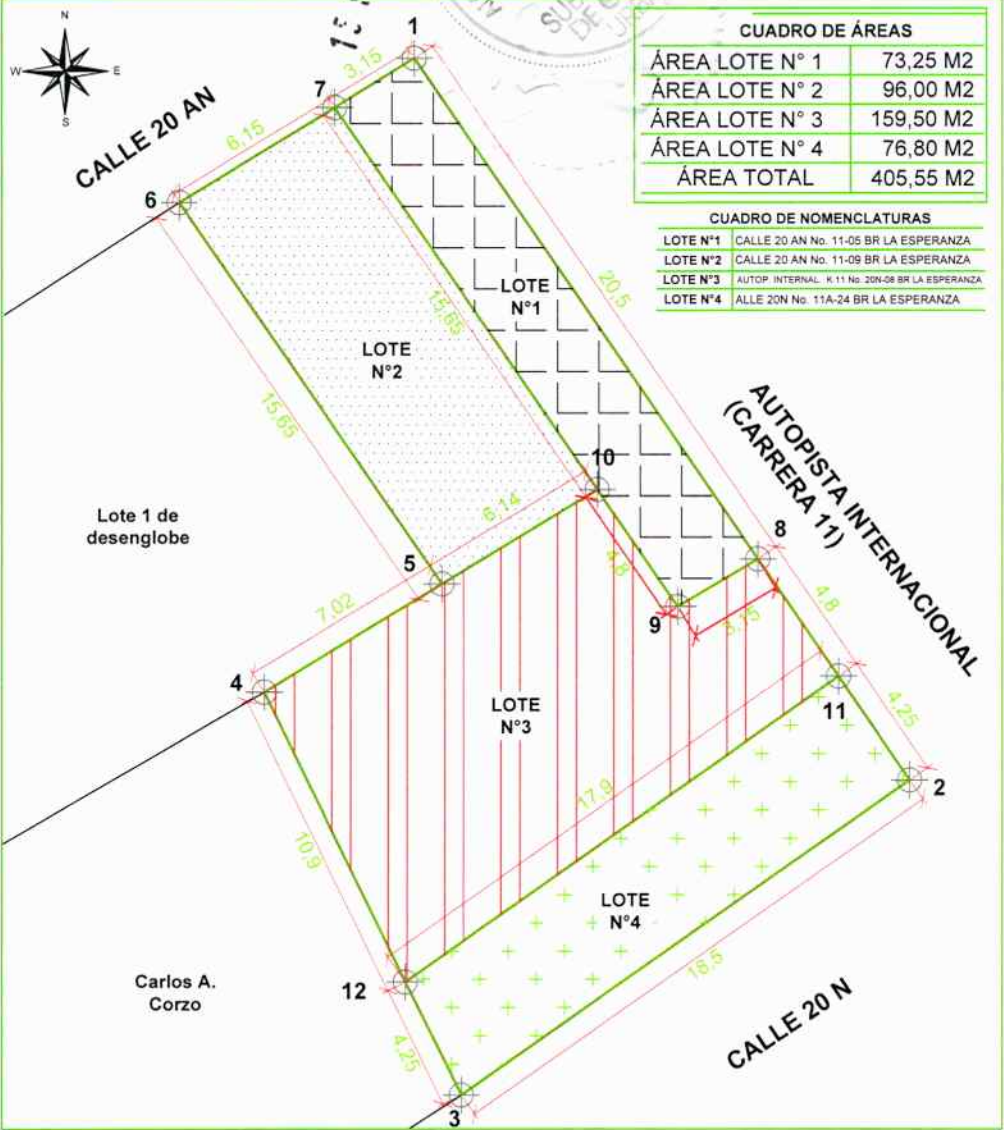 N
W E
S
15
SUB
DE
URBA
CUADRO DE ÁREAS
ÁREA LOTE N° 1 73,25 M2
ÁREA LOTE N° 2 96,00 M2
ÁREA LOTE N° 3 159,50 M2
ÁREA LOTE N° 4 76,80 M2
ÁREA TOTAL 405,55 M2
CUADRO DE NOMENCLATURAS
LOTE N°1 CALLE 20 AN No. 11-05 BR LA ESPERANZA
LOTE N°2 CALLE 20 AN No. 11-09 BR LA ESPERANZA
LOTE N°3 AUTOP. INTERNAL. K.11 No. 20N-08 BR LA ESPERANZA
LOTE N°4 ALLE 20N No. 11A-24 BR LA ESPERANZA
CALLE 20 AN
1
3,15
7
6,15
6
20,5
LOTE
N°1
15,65
LOTE
N°2
15,65
AUTOPISTA INTERNACIONAL
(CARRERA 11)
10
6,14
Lote 1 de
desenglobe
5
4,8
8
9
3,15
4,8
7,02
4
11
4,25
LOTE
N°3
2
17,9
10,9
LOTE
N°4
18,5
Carlos A.
Corzo
12
CALLE 20 N
4,25
3